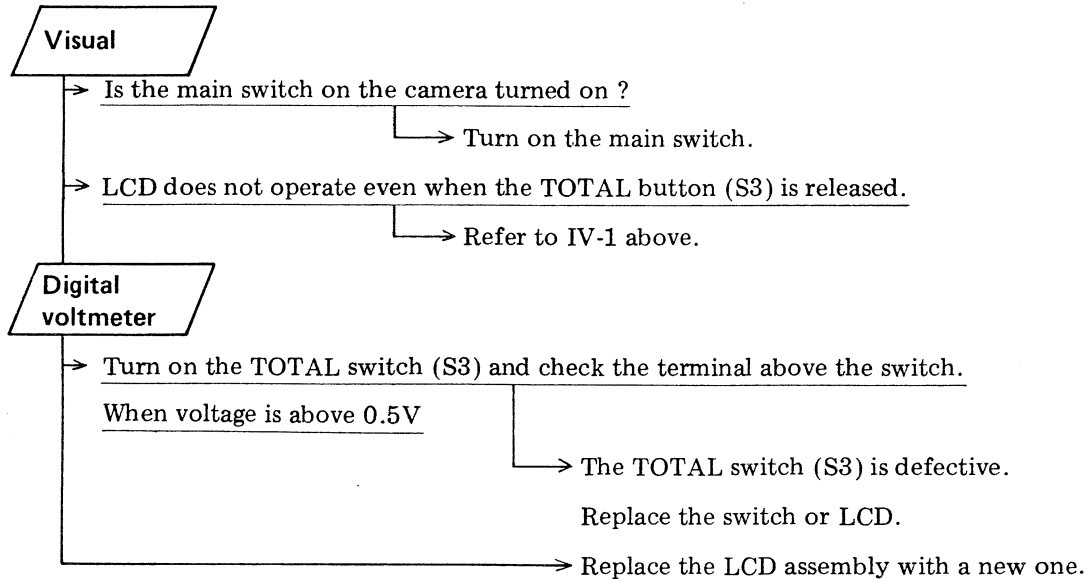 Visual
Is the main switch on the camera turned on ?
Turn on the main switch.
LCD does not operate even when the TOTAL button (S3) is released.
Refer to IV-1 above.
Digital
voltmeter
Turn on the TOTAL switch (S3) and check the terminal above the switch.
When voltage is above 0.5V
The TOTAL switch (S3) is defective.
Replace the switch or LCD.
Replace the LCD assembly with a new one.